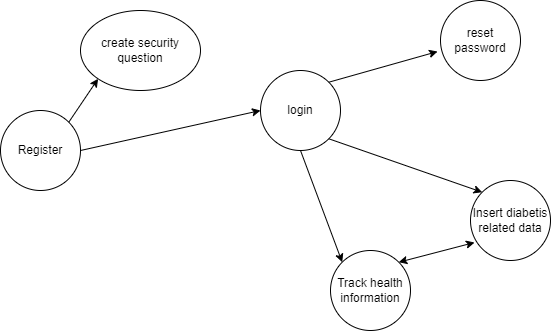 create security
question
reset
password
login
Register
Insert diabetis
related data
Track health
information